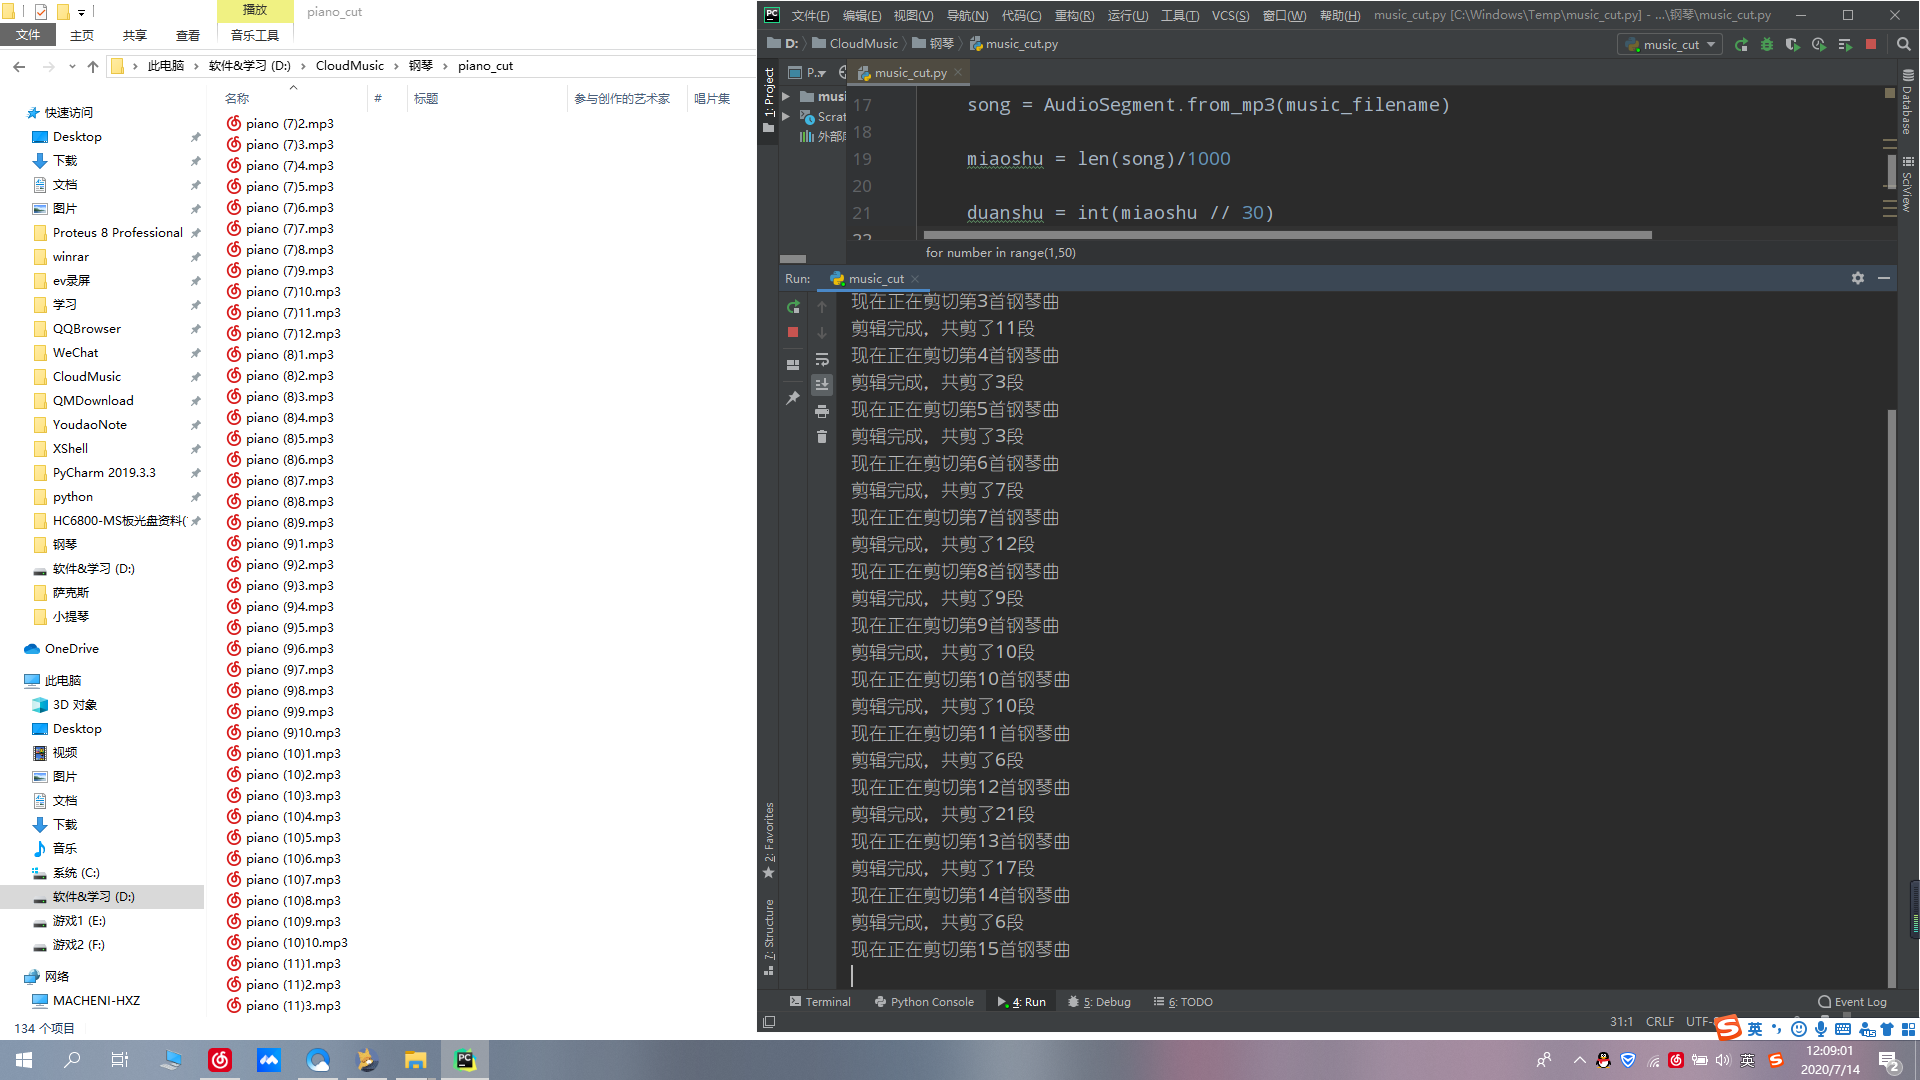 播放
piano_cut
文件
主页
共享
查看
音乐工具
此电脑
软件&学习 (D:)
CloudMusic
钢琴
piano_cut
名称
#
标题
参与创作的艺术家
唱片集
快速访问
Desktop
下载
文档
图片
Proteus 8 Professional
winrar
ev录屏
学习
QQBrowser
WeChat
CloudMusic
QMDownload
YoudaoNote
XShell
PyCharm 2019.3.3
python
HC6800-MS板光盘资料(
钢琴
软件&学习 (D:)
萨克斯
小提琴
OneDrive
此电脑
3D 对象
Desktop
视频
图片
文档
下载
音乐
系统 (C:)
软件&学习 (D:)
游戏1 (E:)
游戏2 (F:)
网络
MACHENI-HXZ
134 个项目
piano (7)2.mp3
piano (7)3.mp3
piano (7)4.mp3
piano (7)5.mp3
piano (7)6.mp3
piano (7)7.mp3
piano (7)8.mp3
piano (7)9.mp3
piano (7)10.mp3
piano (7)11.mp3
piano (7)12.mp3
piano (8)1.mp3
piano (8)2.mp3
piano (8)3.mp3
piano (8)4.mp3
piano (8)5.mp3
piano (8)6.mp3
piano (8)7.mp3
piano (8)8.mp3
piano (8)9.mp3
piano (9)1.mp3
piano (9)2.mp3
piano (9)3.mp3
piano (9)4.mp3
piano (9)5.mp3
piano (9)6.mp3
piano (9)7.mp3
piano (9)8.mp3
piano (9)9.mp3
piano (9)10.mp3
piano (10)1.mp3
piano (10)2.mp3
piano (10)3.mp3
piano (10)4.mp3
piano (10)5.mp3
piano (10)6.mp3
piano (10)7.mp3
piano (10)8.mp3
piano (10)9.mp3
piano (10)10.mp3
piano (11)1.mp3
piano (11)2.mp3
piano (11)3.mp3
PC 文件(F) 编辑(E) 视图(V) 导航(N) 代码(C) 重构(R) 运行(U) 工具(T) VCS(S) 窗口(W) 帮助(H) music_cut.py [C:\Windows\Temp\music_cut.py] - ...\钢琴\music_cut.py
D: CloudMusic 钢琴 music_cut.py
music_cut
1: Project
P..
music_cut.py
musi
Scrat
外部
17 song = AudioSegment.from_mp3(music_filename)
18
19 miaoshu = len(song)/1000
20
21 duanshu = int(miaoshu // 30)
22
for number in range(1,50)
Database
SciView
Run: music_cut
现在正在剪切第3首钢琴曲
剪辑完成，共剪了11段
现在正在剪切第4首钢琴曲
剪辑完成，共剪了3段
现在正在剪切第5首钢琴曲
剪辑完成，共剪了3段
现在正在剪切第6首钢琴曲
剪辑完成，共剪了7段
现在正在剪切第7首钢琴曲
剪辑完成，共剪了12段
现在正在剪切第8首钢琴曲
剪辑完成，共剪了9段
现在正在剪切第9首钢琴曲
剪辑完成，共剪了10段
现在正在剪切第10首钢琴曲
剪辑完成，共剪了10段
现在正在剪切第11首钢琴曲
剪辑完成，共剪了6段
现在正在剪切第12首钢琴曲
剪辑完成，共剪了21段
现在正在剪切第13首钢琴曲
剪辑完成，共剪了17段
现在正在剪切第14首钢琴曲
剪辑完成，共剪了6段
现在正在剪切第15首钢琴曲
2: Favorites
7: Structure
Terminal
Python Console
4: Run
5: Debug
6: TODO
Event Log
31:1 CRLF UTF-
英
PC
英
12:09:01
2020/7/14
2